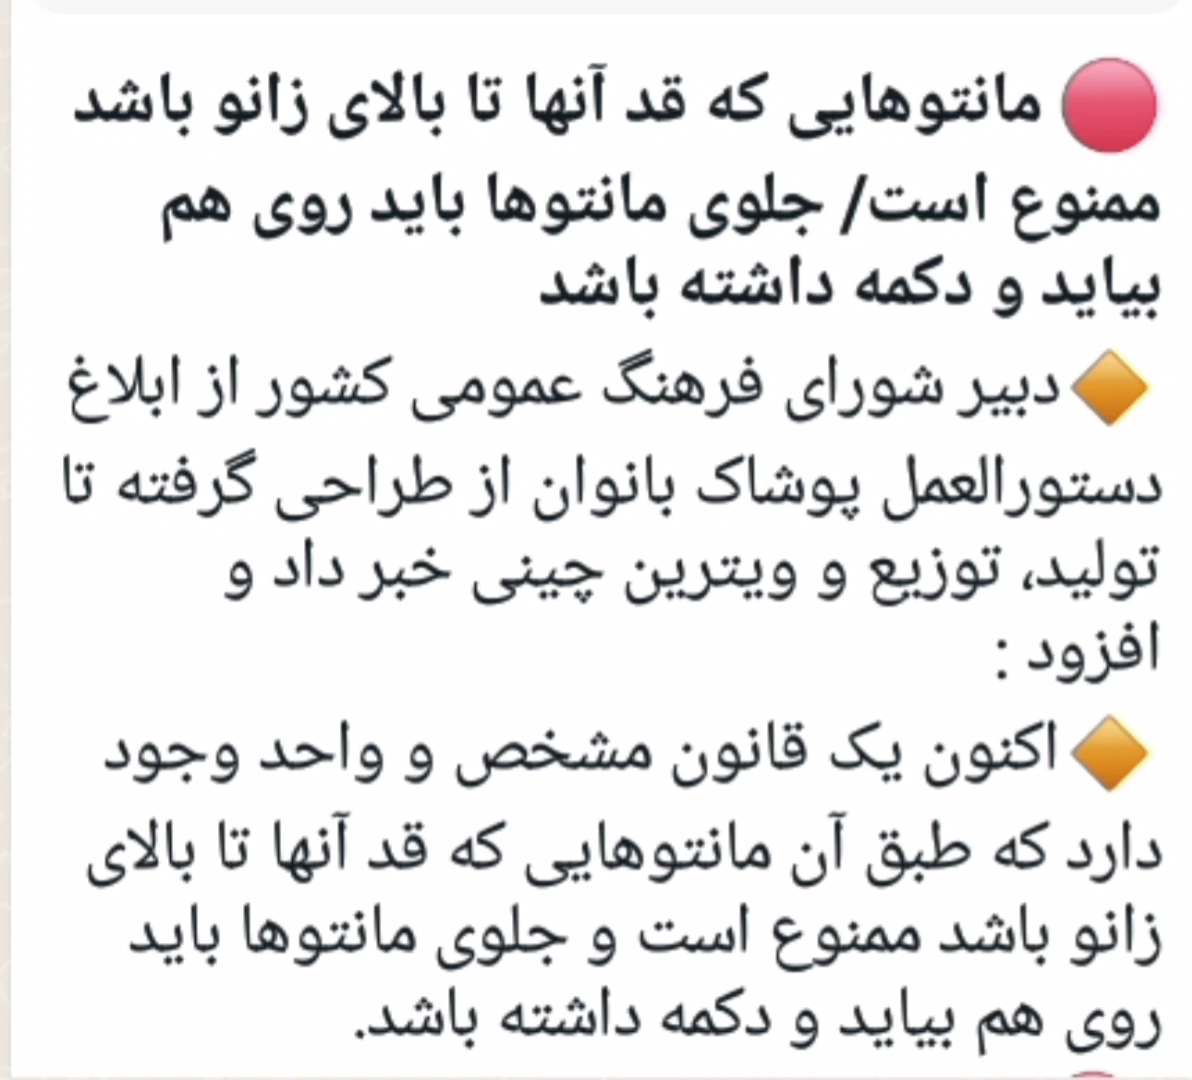 🔴 مانتوهایی که قد آنها تا بالای زانو باشد
ممنوع است/ جلوی مانتوها باید روی هم
بیاید و دکمه داشته باشد
🔶دبیر شورای فرهنگ عمومی کشور از ابلاغ
دستورالعمل پوشاک بانوان از طراحی گرفته تا
تولید، توزیع و ویترین چینی خبر داد و
افزود :
🔶اکنون یک قانون مشخص و واحد وجود
دارد که طبق آن مانتوهایی که قد آنها تا بالای
زانو باشد ممنوع است و جلوی مانتوها باید
روی هم بیاید و دکمه داشته باشد.